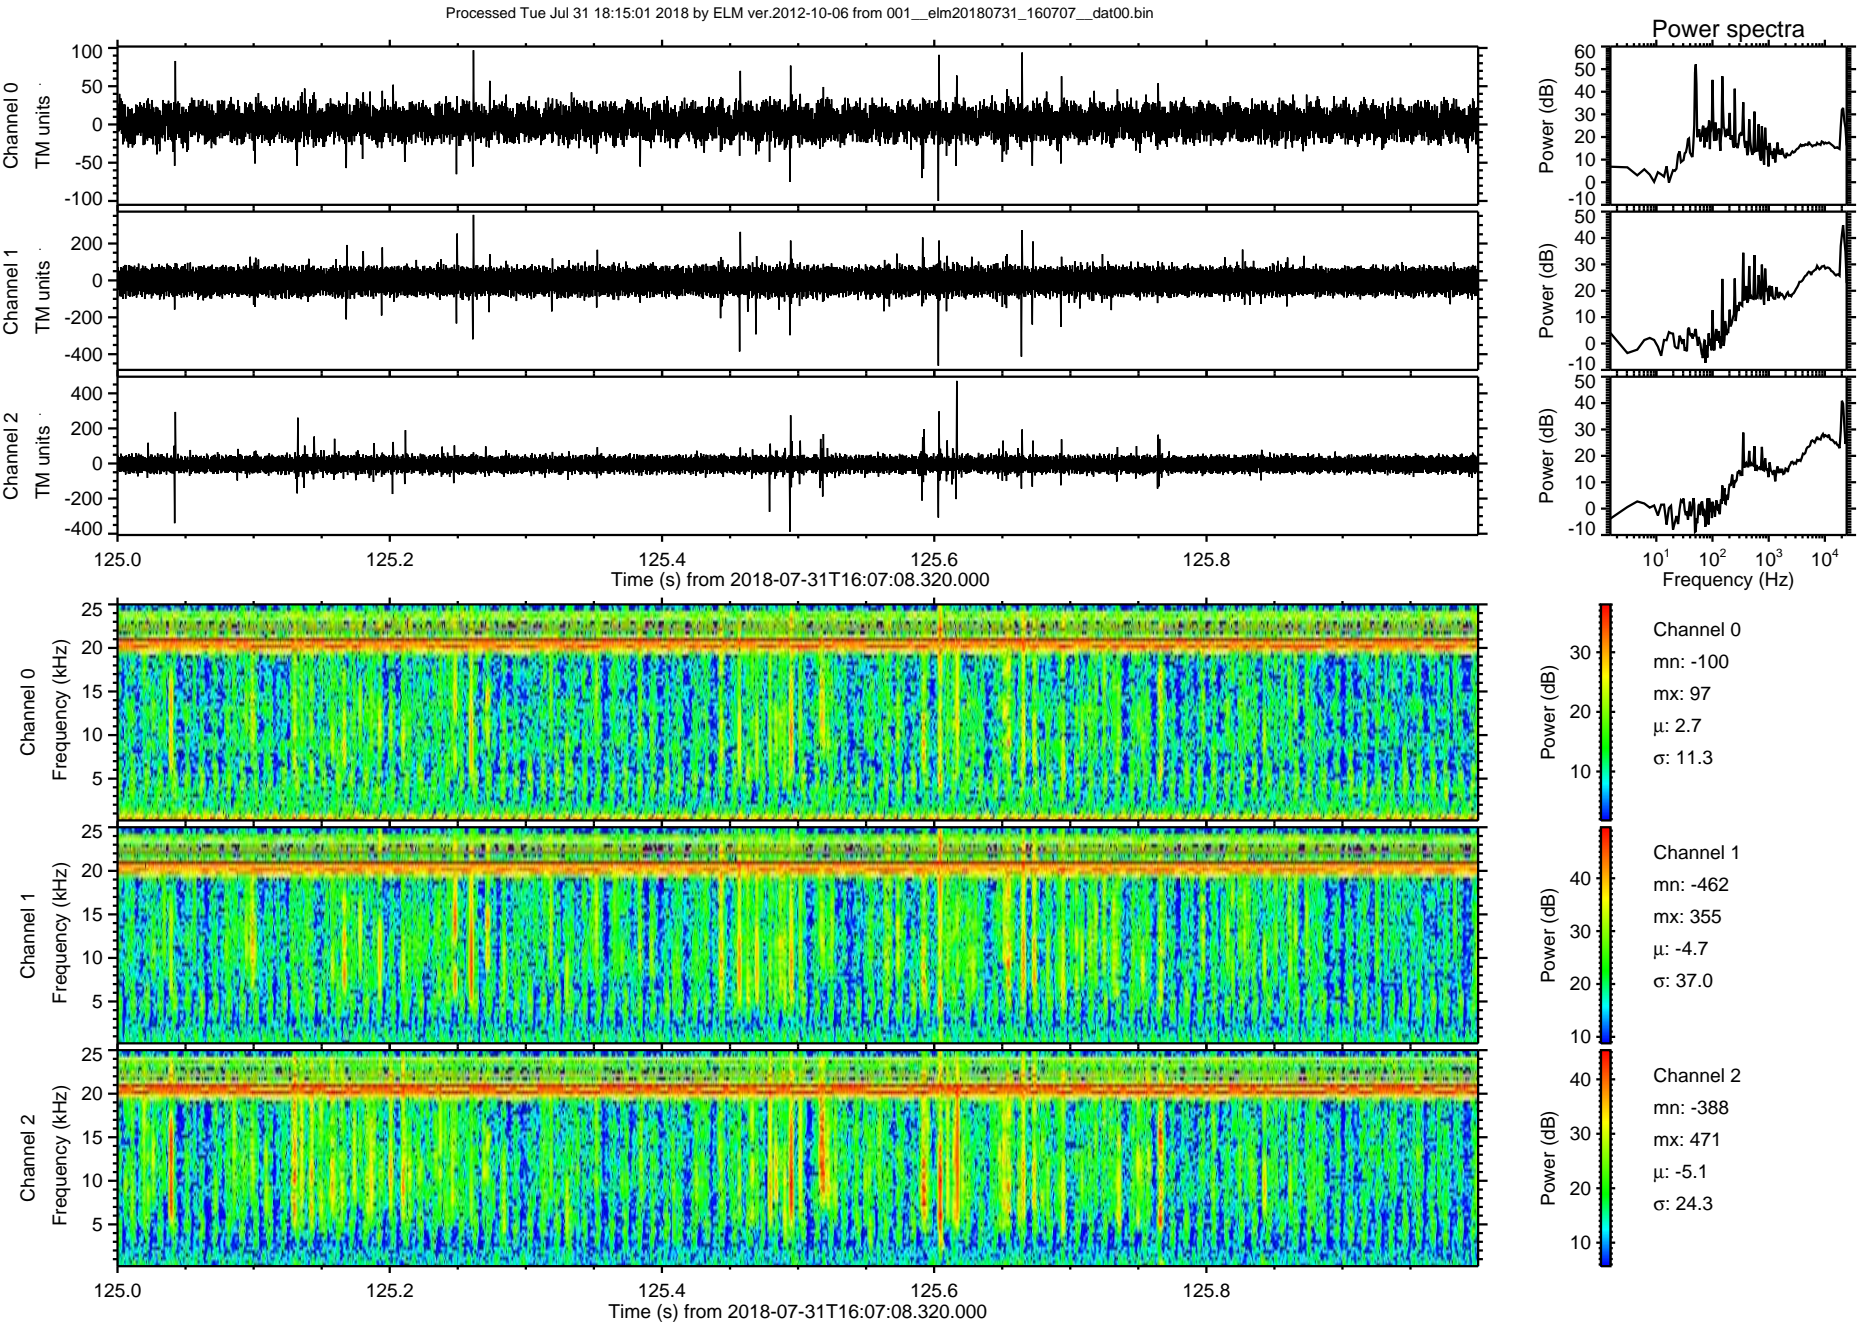 Processed Tue Jul 31 18:15:01 2018 by ELM ver.2012-10-06 from 001__elm20180731_160707__dat00.bin
Power spectra
Channel 0
TM units
100
50
0
-50
-100
Power (dB)
60
50
40
30
20
10
0
-10
Channel 1
TM units
200
0
-200
-400
Power (dB)
50
40
30
20
10
0
-10
Channel 2
TM units
400
200
0
-200
-400
Power (dB)
50
40
30
20
10
0
-10
125.0 125.2 125.4 125.6 125.8
Time (s) from 2018-07-31T16:07:08.320.000
10¹ 10² 10³ 10⁴
Frequency (Hz)
Channel 0
Frequency (kHz)
25
20
15
10
5
Power (dB)
30
20
10
Channel 0
mn: -100
mx: 97
μ: 2.7
σ: 11.3
Channel 1
Frequency (kHz)
25
20
15
10
5
Power (dB)
40
30
20
10
Channel 1
mn: -462
mx: 355
μ: -4.7
σ: 37.0
Channel 2
Frequency (kHz)
25
20
15
10
5
Power (dB)
40
30
20
10
Channel 2
mn: -388
mx: 471
μ: -5.1
σ: 24.3
125.0 125.2 125.4 125.6 125.8
Time (s) from 2018-07-31T16:07:08.320.000